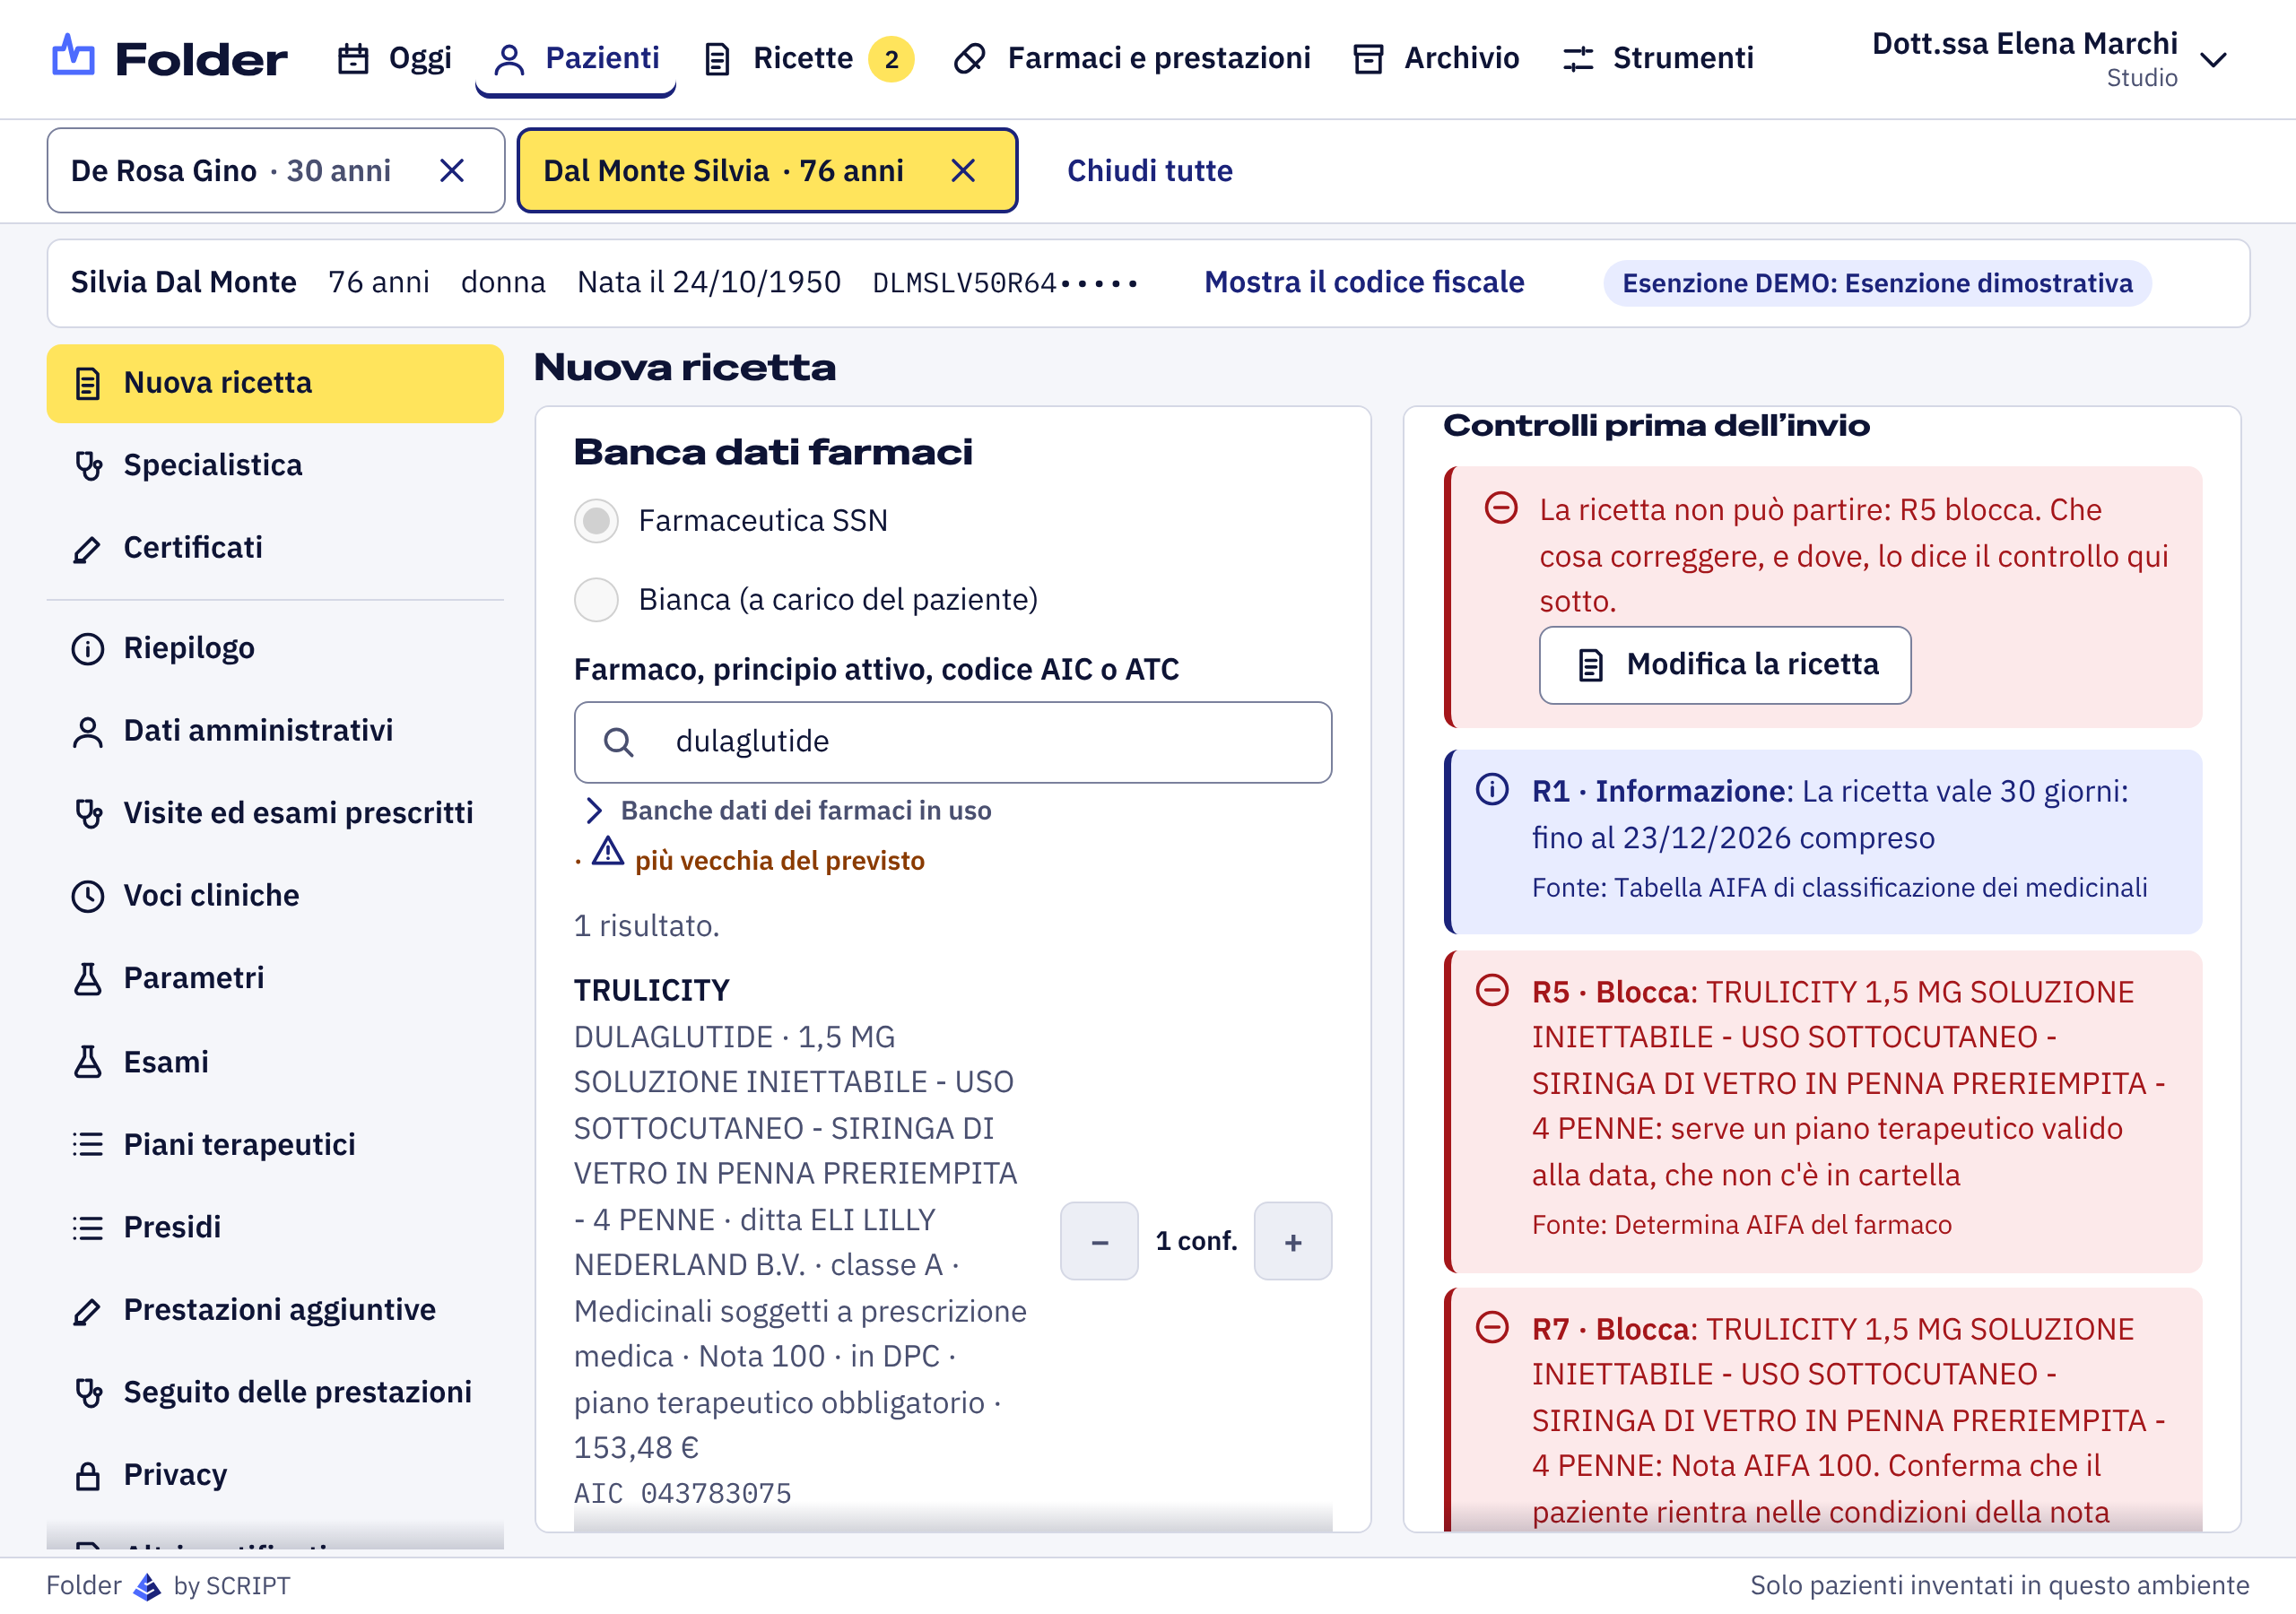 Folder
Oggi
Pazienti
Ricette 2
Farmaci e prestazioni
Archivio
Strumenti
Dott.ssa Elena Marchi
Studio
De Rosa Gino · 30 anni
Dal Monte Silvia · 76 anni
Chiudi tutte
Silvia Dal Monte 76 anni donna Nata il 24/10/1950 DLMSLV50R64••••• Mostra il codice fiscale Esenzione DEMO: Esenzione dimostrativa
Nuova ricetta
Specialistica
Certificati
Riepilogo
Dati amministrativi
Visite ed esami prescritti
Voci cliniche
Parametri
Esami
Piani terapeutici
Presidi
Prestazioni aggiuntive
Seguito delle prestazioni
Privacy
Nuova ricetta
Banca dati farmaci
Farmaceutica SSN
Bianca (a carico del paziente)
Farmaco, principio attivo, codice AIC o ATC
dulaglutide
Banche dati dei farmaci in uso
· più vecchia del previsto
1 risultato.
TRULICITY
DULAGLUTIDE · 1,5 MG
SOLUZIONE INIETTABILE - USO
SOTTOCUTANEO - SIRINGA DI
VETRO IN PENNA PRERIEMPITA
- 4 PENNE · ditta ELI LILLY
NEDERLAND B.V. · classe A ·
Medicinali soggetti a prescrizione
medica · Nota 100 · in DPC ·
piano terapeutico obbligatorio ·
153,48 €
AIC 043783075
− 1 conf. +
Controlli prima dell’invio
La ricetta non può partire: R5 blocca. Che
cosa correggere, e dove, lo dice il controllo qui
sotto.
Modifica la ricetta
R1 · Informazione: La ricetta vale 30 giorni:
fino al 23/12/2026 compreso
Fonte: Tabella AIFA di classificazione dei medicinali
R5 · Blocca: TRULICITY 1,5 MG SOLUZIONE
INIETTABILE - USO SOTTOCUTANEO -
SIRINGA DI VETRO IN PENNA PRERIEMPITA -
4 PENNE: serve un piano terapeutico valido
alla data, che non c'è in cartella
Fonte: Determina AIFA del farmaco
R7 · Blocca: TRULICITY 1,5 MG SOLUZIONE
INIETTABILE - USO SOTTOCUTANEO -
SIRINGA DI VETRO IN PENNA PRERIEMPITA -
4 PENNE: Nota AIFA 100. Conferma che il
paziente rientra nelle condizioni della nota
Folder by SCRIPT
Solo pazienti inventati in questo ambiente